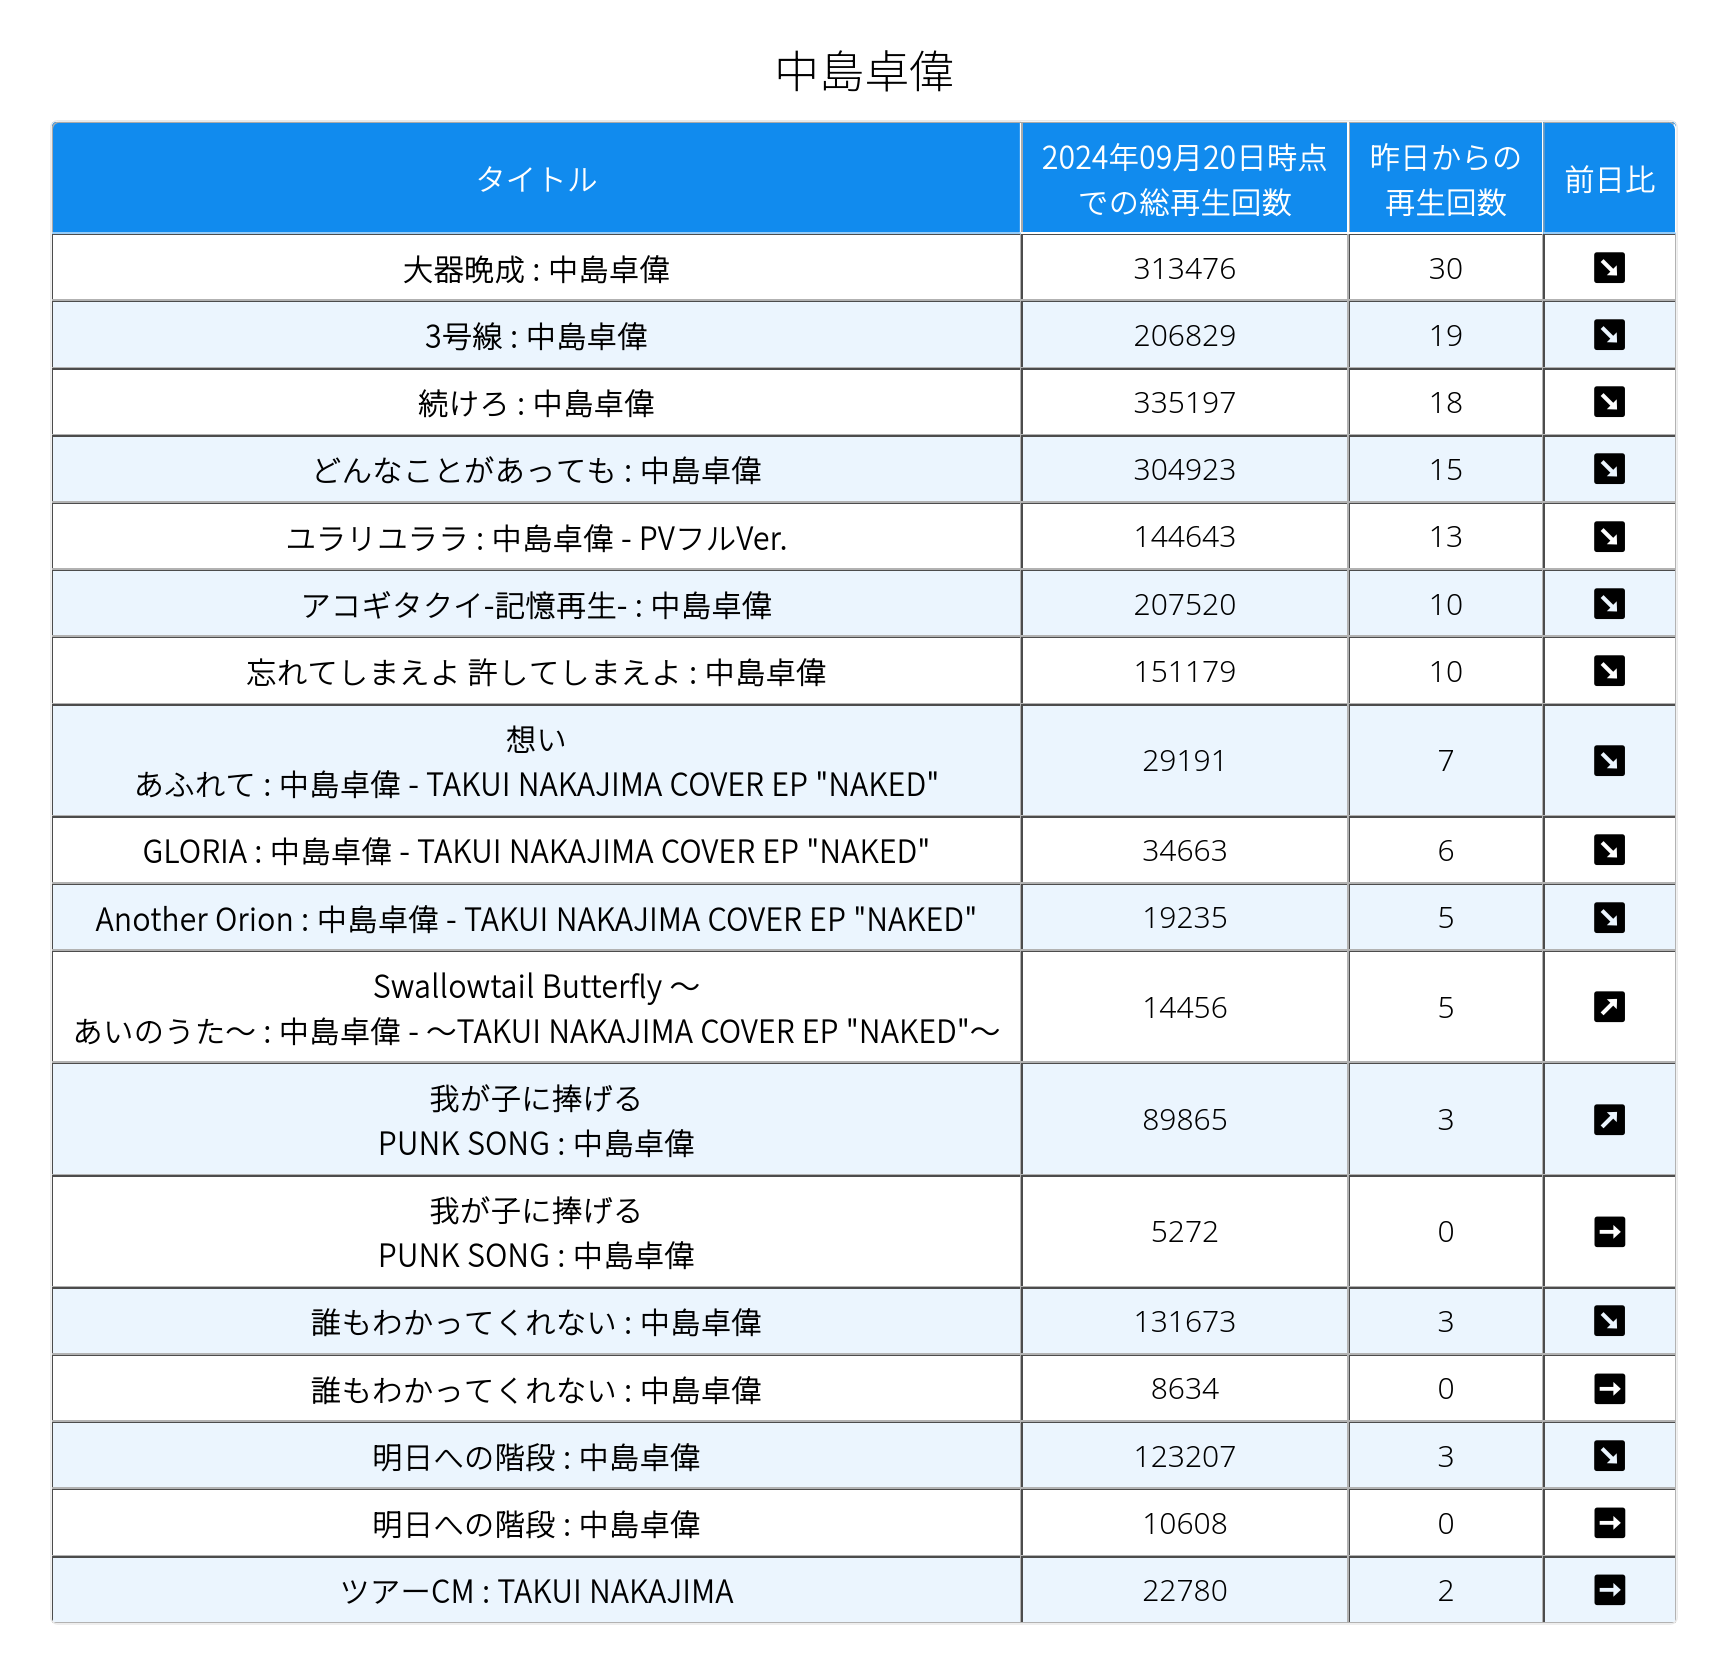 中島卓偉
タイトル
2024年09月20日時点
での総再生回数
昨日からの
再生回数
前日比
大器晩成 : 中島卓偉
313476
30
3号線 : 中島卓偉
206829
19
続けろ : 中島卓偉
335197
18
どんなことがあっても : 中島卓偉
304923
15
ユラリユララ : 中島卓偉 - PVフルVer.
144643
13
アコギタクイ-記憶再生- : 中島卓偉
207520
10
忘れてしまえよ 許してしまえよ : 中島卓偉
151179
10
想い
あふれて : 中島卓偉 - TAKUI NAKAJIMA COVER EP "NAKED"
29191
7
GLORIA : 中島卓偉 - TAKUI NAKAJIMA COVER EP "NAKED"
34663
6
Another Orion : 中島卓偉 - TAKUI NAKAJIMA COVER EP "NAKED"
19235
5
Swallowtail Butterfly ～
あいのうた～ : 中島卓偉 - ～TAKUI NAKAJIMA COVER EP "NAKED"～
14456
5
我が子に捧げる
PUNK SONG : 中島卓偉
89865
3
我が子に捧げる
PUNK SONG : 中島卓偉
5272
0
誰もわかってくれない : 中島卓偉
131673
3
誰もわかってくれない : 中島卓偉
8634
0
明日への階段 : 中島卓偉
123207
3
明日への階段 : 中島卓偉
10608
0
ツアーCM : TAKUI NAKAJIMA
22780
2